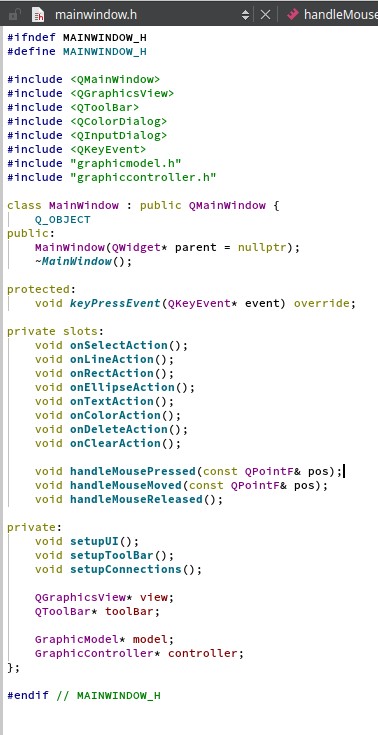 mainwindow.h
handleMouse
#ifndef MAINWINDOW_H
#define MAINWINDOW_H

#include <QMainWindow>
#include <QGraphicsView>
#include <QToolBar>
#include <QColorDialog>
#include <QInputDialog>
#include <QKeyEvent>
#include "graphicmodel.h"
#include "graphiccontroller.h"

class MainWindow : public QMainWindow {
    Q_OBJECT
public:
    MainWindow(QWidget* parent = nullptr);
    ~MainWindow();

protected:
    void keyPressEvent(QKeyEvent* event) override;

private slots:
    void onSelectAction();
    void onLineAction();
    void onRectAction();
    void onEllipseAction();
    void onTextAction();
    void onColorAction();
    void onDeleteAction();
    void onClearAction();

    void handleMousePressed(const QPointF& pos);
    void handleMouseMoved(const QPointF& pos);
    void handleMouseReleased();

private:
    void setupUI();
    void setupToolBar();
    void setupConnections();

    QGraphicsView* view;
    QToolBar* toolBar;

    GraphicModel* model;
    GraphicController* controller;
};

#endif // MAINWINDOW_H